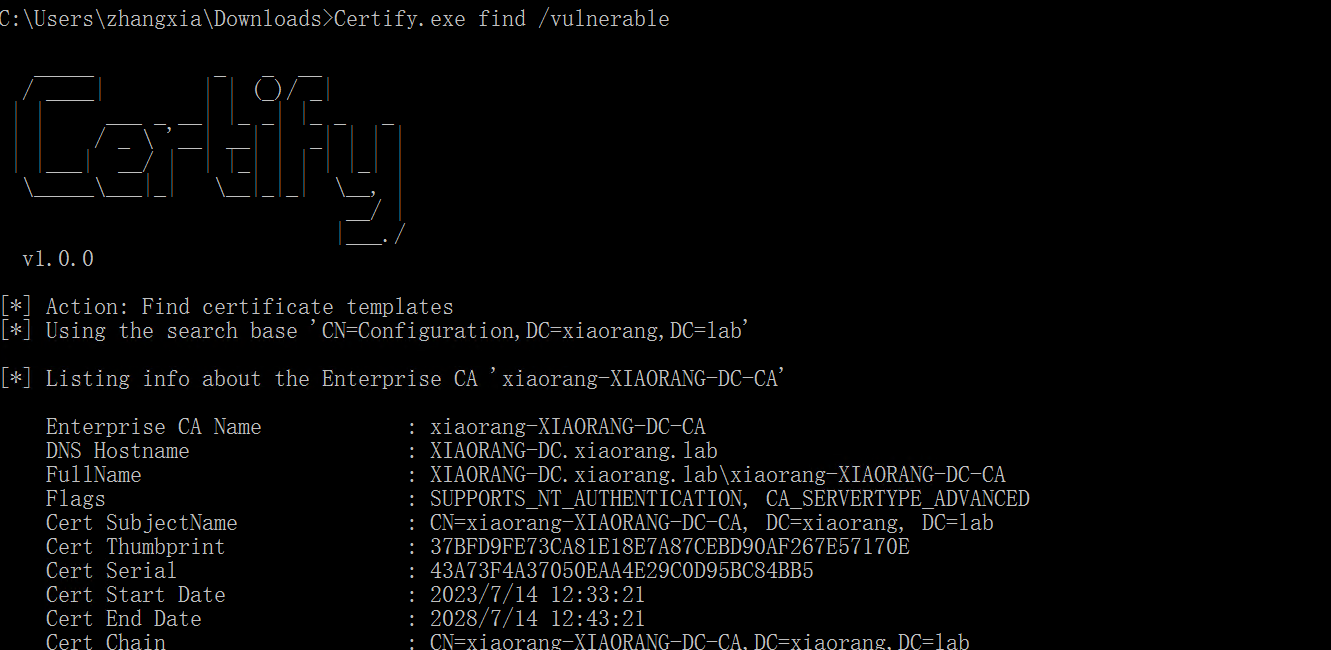 C:\Users\zhangxia\Downloads>Certify.exe find /vulnerable
Certify
v1.0.0
[*] Action: Find certificate templates
[*] Using the search base 'CN=Configuration,DC=xiaorang,DC=lab'
[*] Listing info about the Enterprise CA 'xiaorang-XIAORANG-DC-CA'
Enterprise CA Name : xiaorang-XIAORANG-DC-CA
DNS Hostname : XIAORANG-DC.xiaorang.lab
FullName : XIAORANG-DC.xiaorang.lab\xiaorang-XIAORANG-DC-CA
Flags : SUPPORTS_NT_AUTHENTICATION, CA_SERVERTYPE_ADVANCED
Cert SubjectName : CN=xiaorang-XIAORANG-DC-CA, DC=xiaorang, DC=lab
Cert Thumbprint : 37BFD9FE73CA81E18E7A87CEBD90AF267E57170E
Cert Serial : 43A73F4A37050EAA4E29C0D95BC84BB5
Cert Start Date : 2023/7/14 12:33:21
Cert End Date : 2028/7/14 12:43:21
Cert Chain : CN=xiaorang-XIAORANG-DC-CA,DC=xiaorang,DC=lab